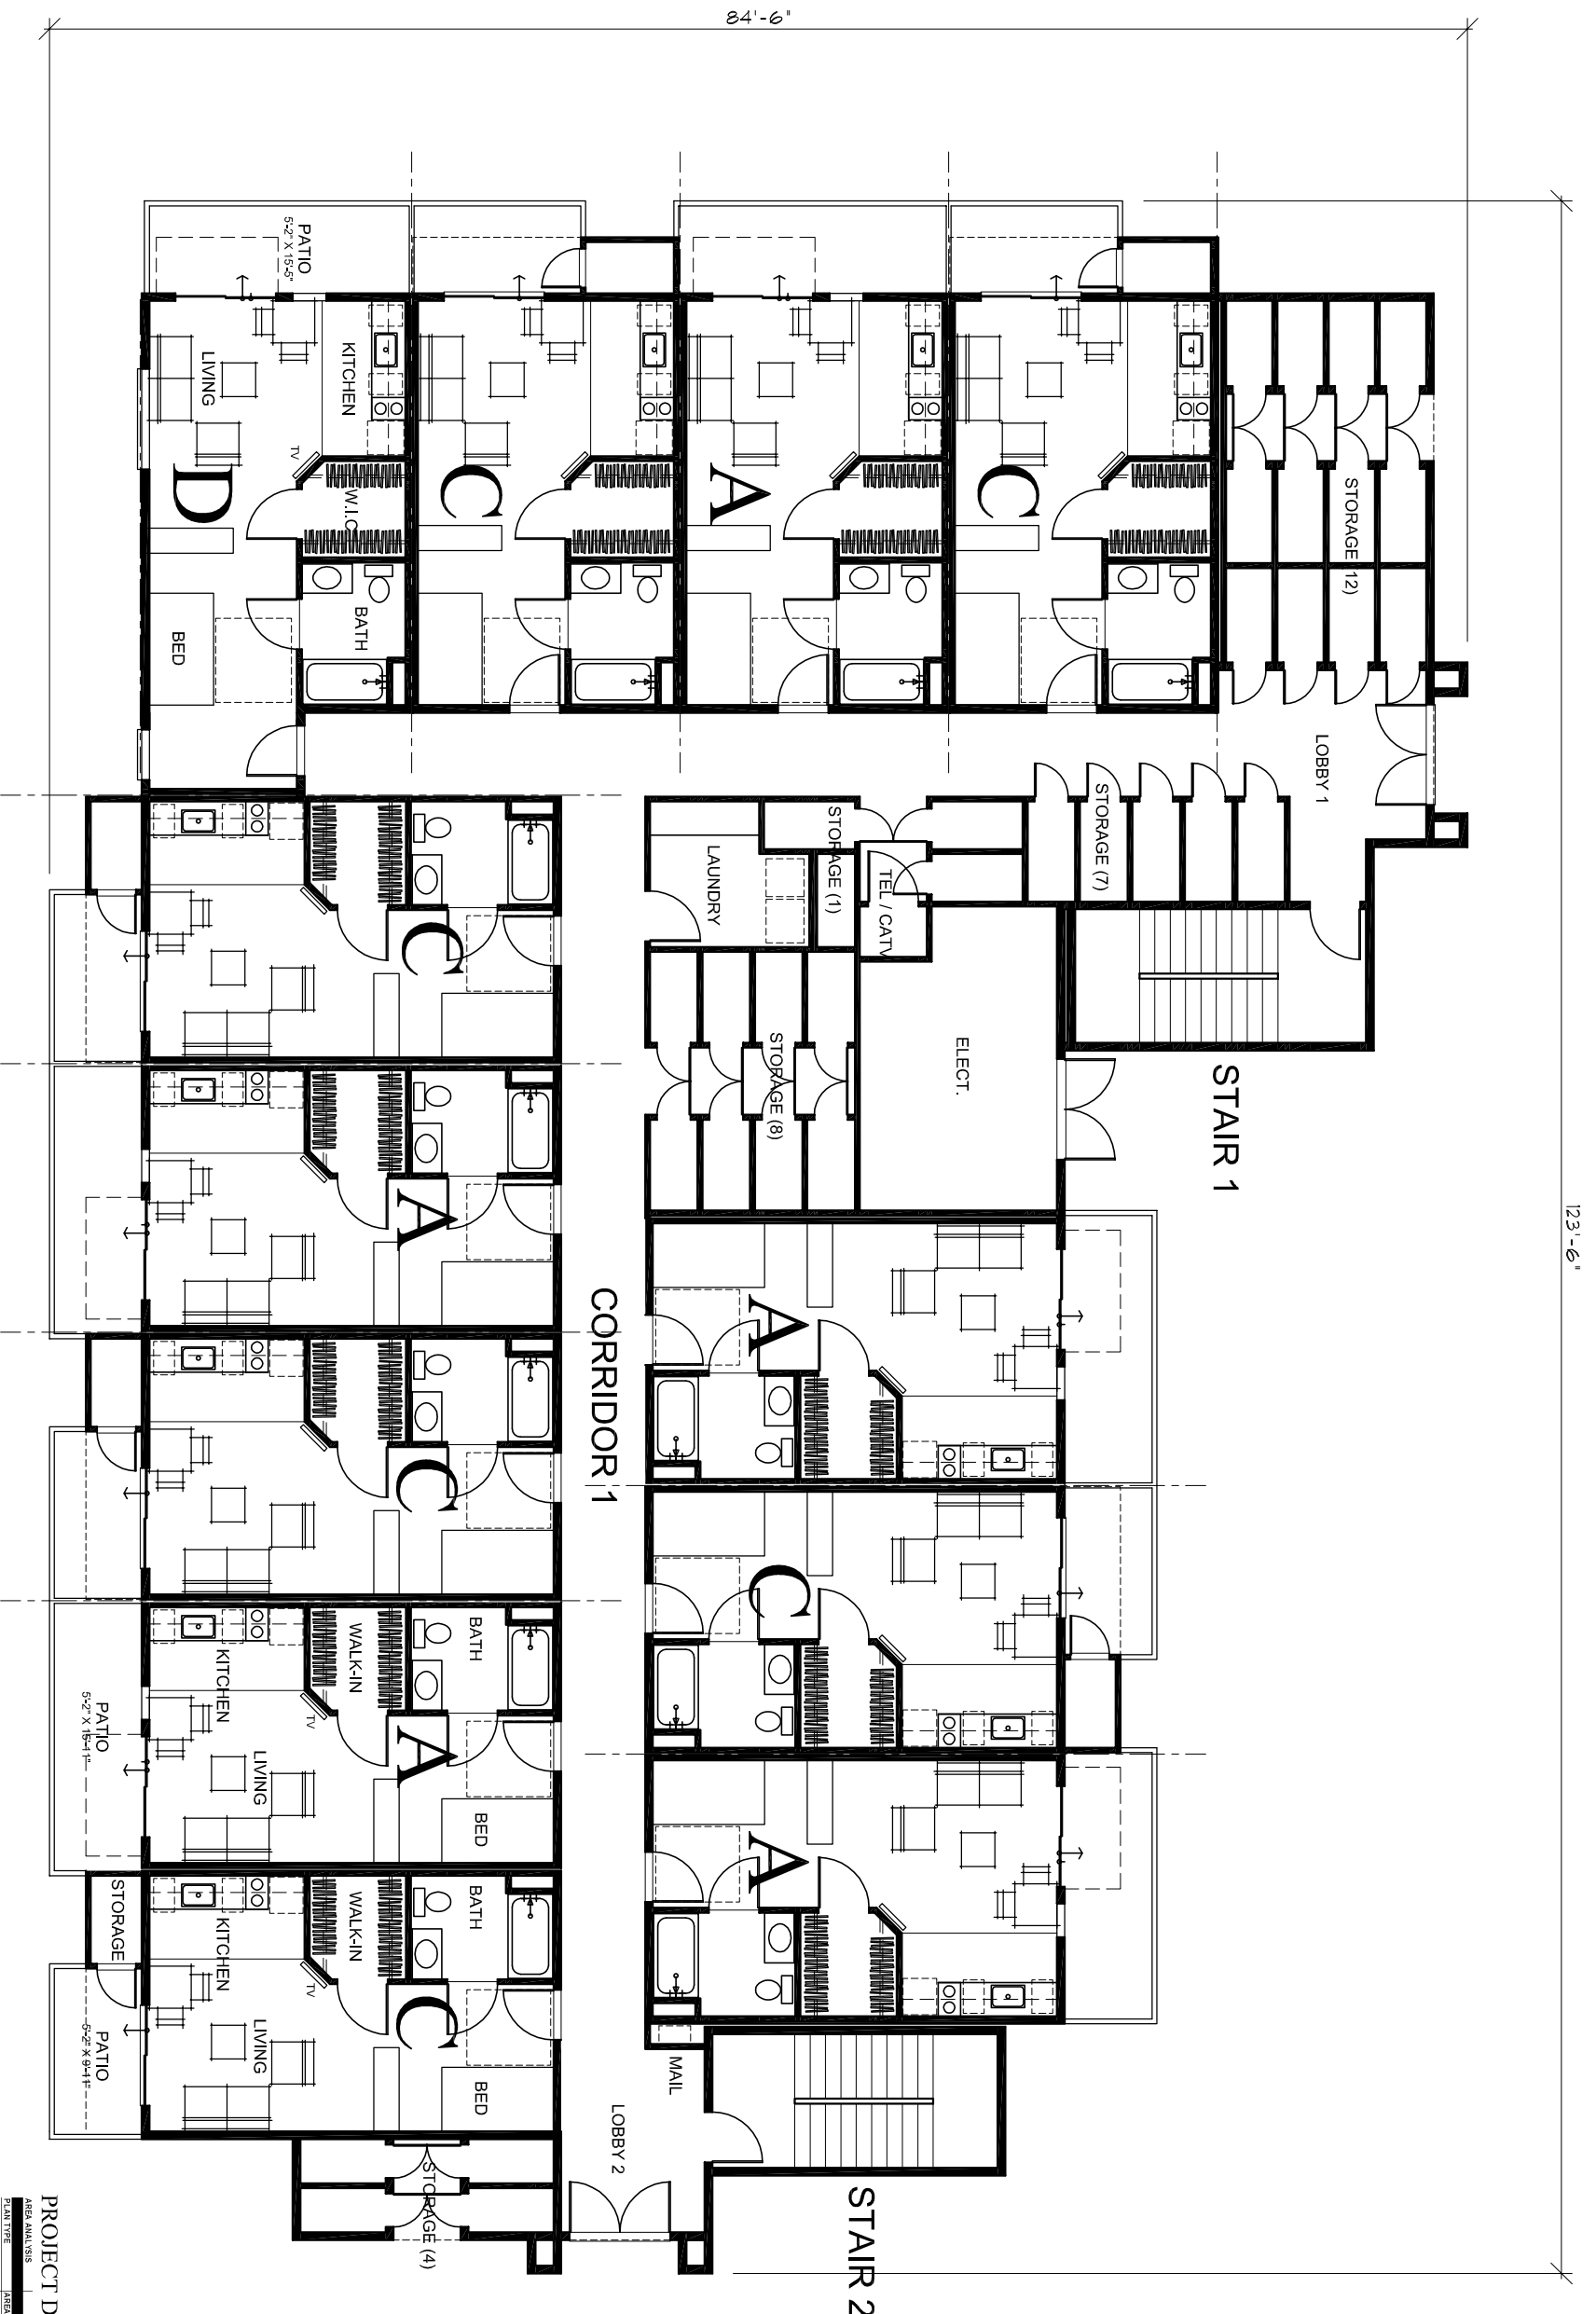 84'-6"
123'-6"
PATIO
5'-2" X 15'-5"
LIVING
KITCHEN
TV
D
W.I.C
BED
BATH
C
A
C
STORAGE 12)
LOBBY 1
STORAGE (7)
STORAGE (1)
TEL / CATV
LAUNDRY
STORAGE (8)
ELECT.
STAIR 1
CORRIDOR 1
C
A
C
A
BATH
WALK-IN
KITCHEN
TV
LIVING
BED
PATIO
5'-2" X 15'-11"
C
BATH
WALK-IN
KITCHEN
TV
LIVING
BED
STORAGE
PATIO
5'-2" X 9'-11"
A
C
A
MAIL
LOBBY 2
STORAGE (4)
STAIR 2
PROJECT D
AREA ANALYSIS
PLAN TYPE
AREA